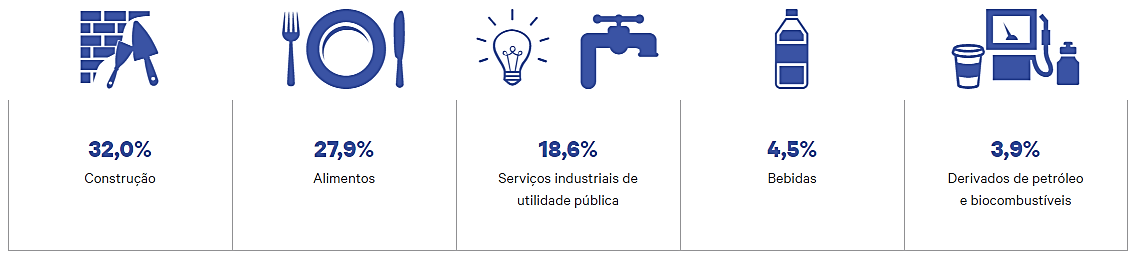 32,0%
Construção
27,9%
Alimentos
18,6%
Serviços industriais de
utilidade pública
4,5%
Bebidas
3,9%
Derivados de petróleo
e biocombustíveis